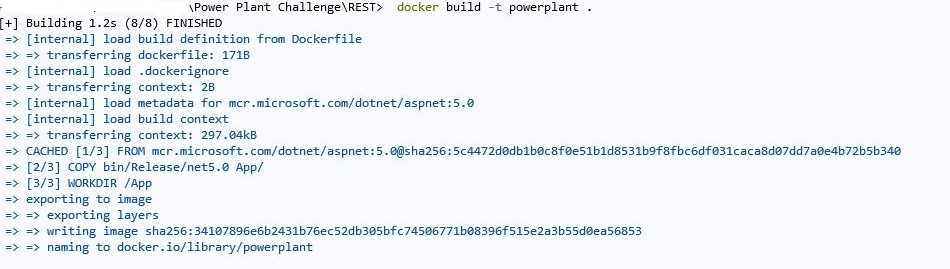 \Power Plant Challenge\REST> docker build -t powerplant .
[+] Building 1.2s (8/8) FINISHED
=> [internal] load build definition from Dockerfile
=> => transferring dockerfile: 171B
=> [internal] load .dockerignore
=> => transferring context: 2B
=> [internal] load metadata for mcr.microsoft.com/dotnet/aspnet:5.0
=> [internal] load build context
=> => transferring context: 297.04kB
=> CACHED [1/3] FROM mcr.microsoft.com/dotnet/aspnet:5.0@sha256:5c4472d0db1b0c8f0e51b1d8531b9f8fbc6df031caca8d07dd7a0e4b72b5b340
=> [2/3] COPY bin/Release/net5.0 App/
=> [3/3] WORKDIR /App
=> exporting to image
=> => exporting layers
=> => writing image sha256:34107896e6b2431b76ec52db305bfc74506771b08396f515e2a3b55d0ea56853
=> => naming to docker.io/library/powerplant